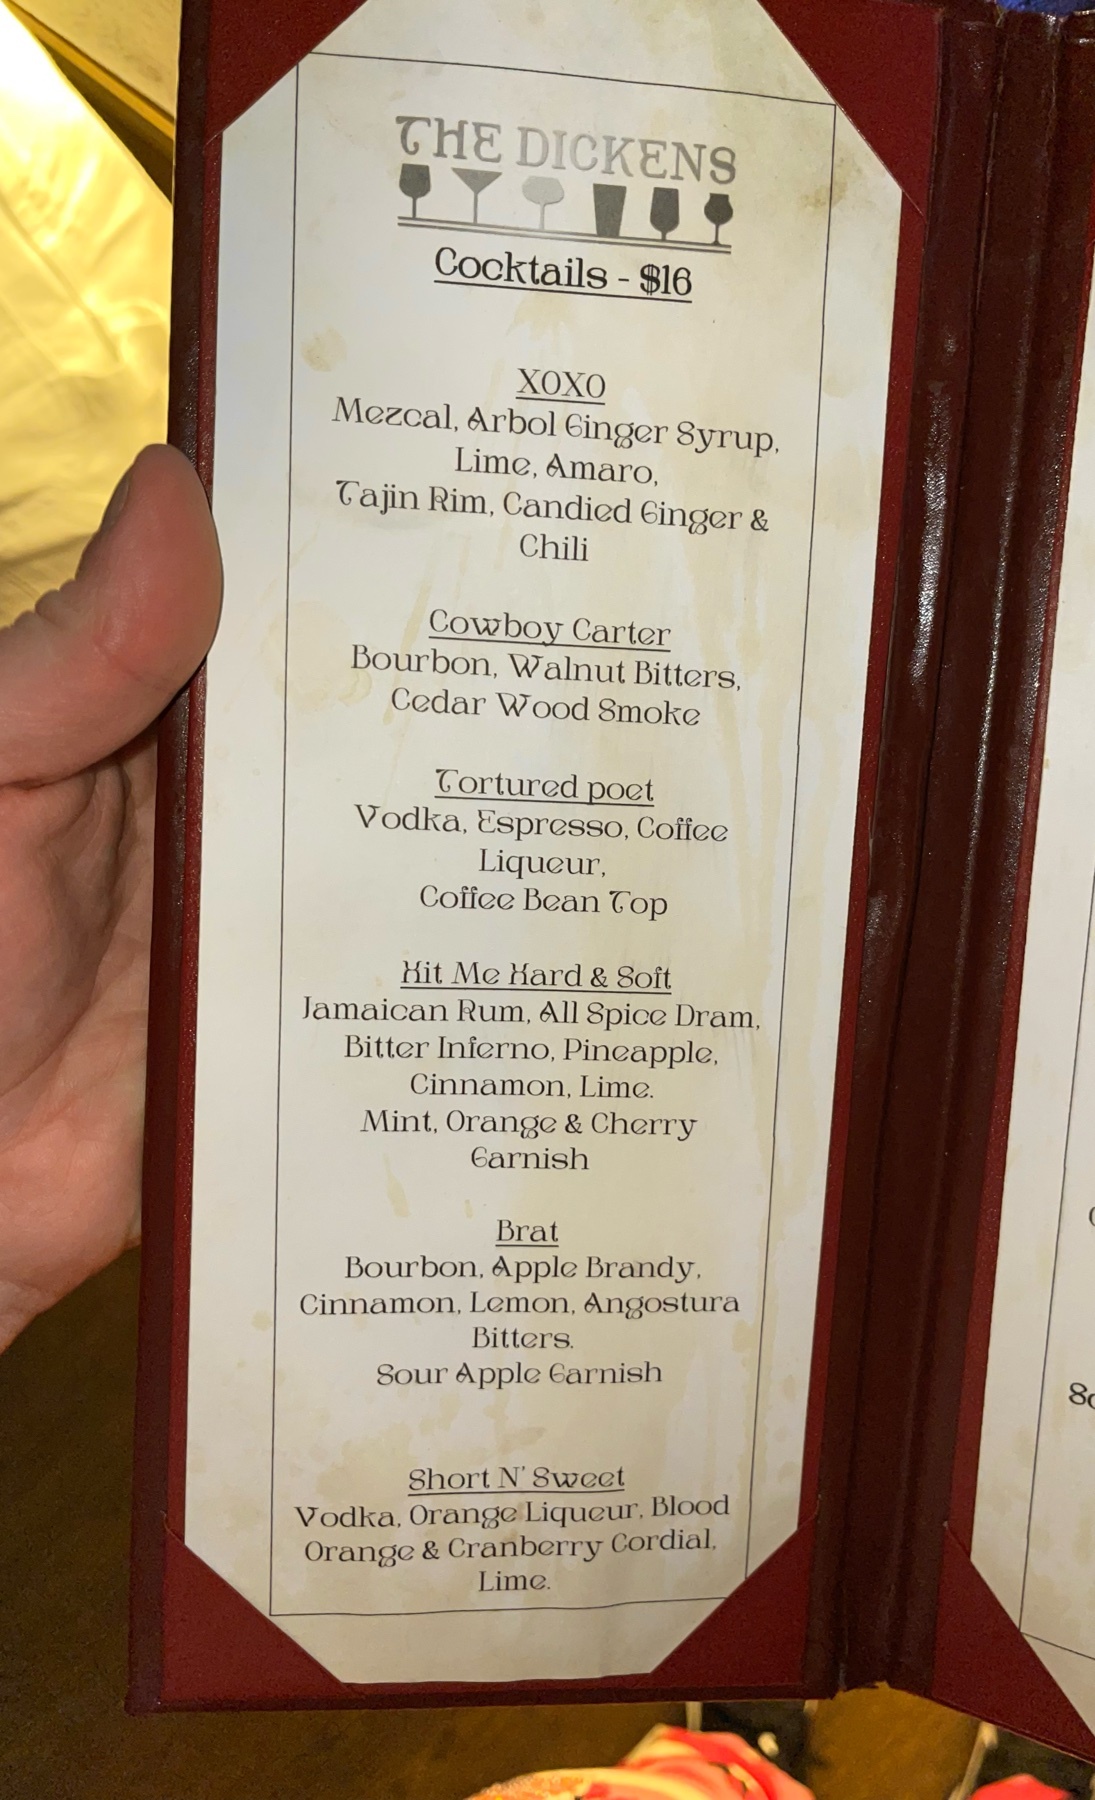 THE DICKENS
Cocktails - $16
XOXO
Mezcal, Arbol Ginger Syrup,
Lime, Amaro,
Tajin Rim, Candied Ginger &
Chili
Cowboy Carter
Bourbon, Walnut Bitters,
Cedar Wood Smoke
Tortured poet
Vodka, Espresso, Coffee
Liqueur,
Coffee Bean Top
Hit Me Hard & Soft
Jamaican Rum, All Spice Dram,
Bitter Inferno, Pineapple,
Cinnamon, Lime.
Mint, Orange & Cherry
Garnish
Brat
Bourbon, Apple Brandy,
Cinnamon, Lemon, Angostura
Bitters.
Sour Apple Garnish
Short N' Sweet
Vodka, Orange Liqueur, Blood
Orange & Cranberry Cordial,
Lime.